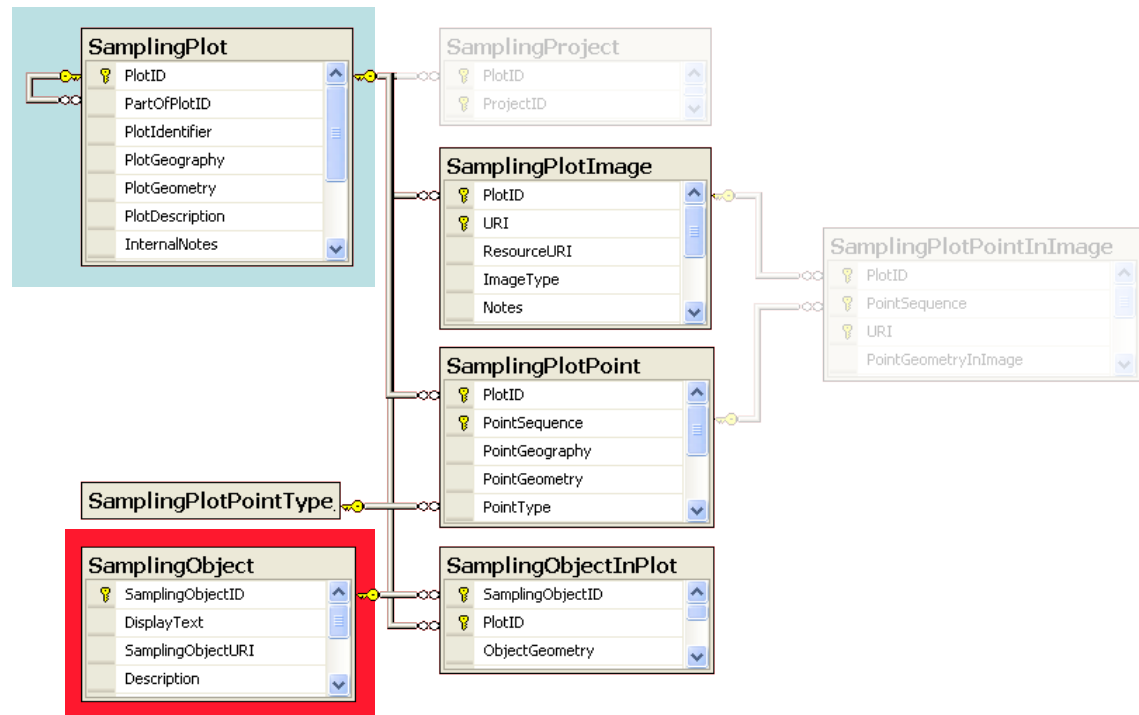 SamplingPlot
PlotID
PartOfPlotID
PlotIdentifier
PlotGeography
PlotGeometry
PlotDescription
InternalNotes
SamplingProject
PlotID
ProjectID
SamplingPlotImage
PlotID
URI
ResourceURI
ImageType
Notes
SamplingPlotPointInImage
PlotID
PointSequence
URI
PointGeometryInImage
SamplingPlotPoint
PlotID
PointSequence
PointGeography
PointGeometry
PointType
SamplingPlotPointType
SamplingObject
SamplingObjectID
DisplayText
SamplingObjectURI
Description
SamplingObjectInPlot
SamplingObjectID
PlotID
ObjectGeometry